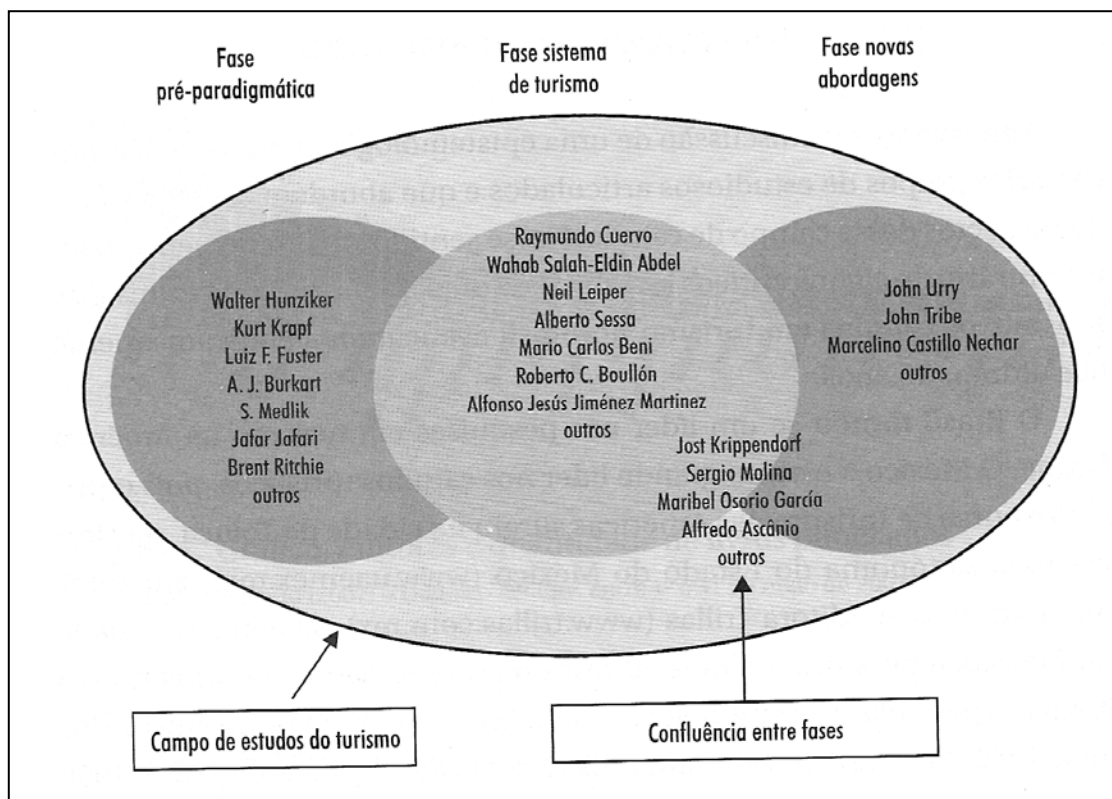 Fase
pré-paradigmática
Fase sistema
de turismo
Fase novas
abordagens
Walter Hunziker
Kurt Krapf
Luiz F. Fuster
A. J. Burkart
S. Medlik
Jafar Jafari
Brent Ritchie
outros
Raymundo Cuervo
Wahab Salah-Eldin Abdel
Neil Leiper
Alberto Sessa
Mario Carlos Beni
Roberto C. Boullón
Alfonso Jesús Jiménez Martinez
outros
John Urry
John Tribe
Marcelino Castillo Nechar
outros
Jost Krippendorf
Sergio Molina
Maribel Osorio García
Alfredo Ascânio
outros
Campo de estudos do turismo
Confluência entre fases